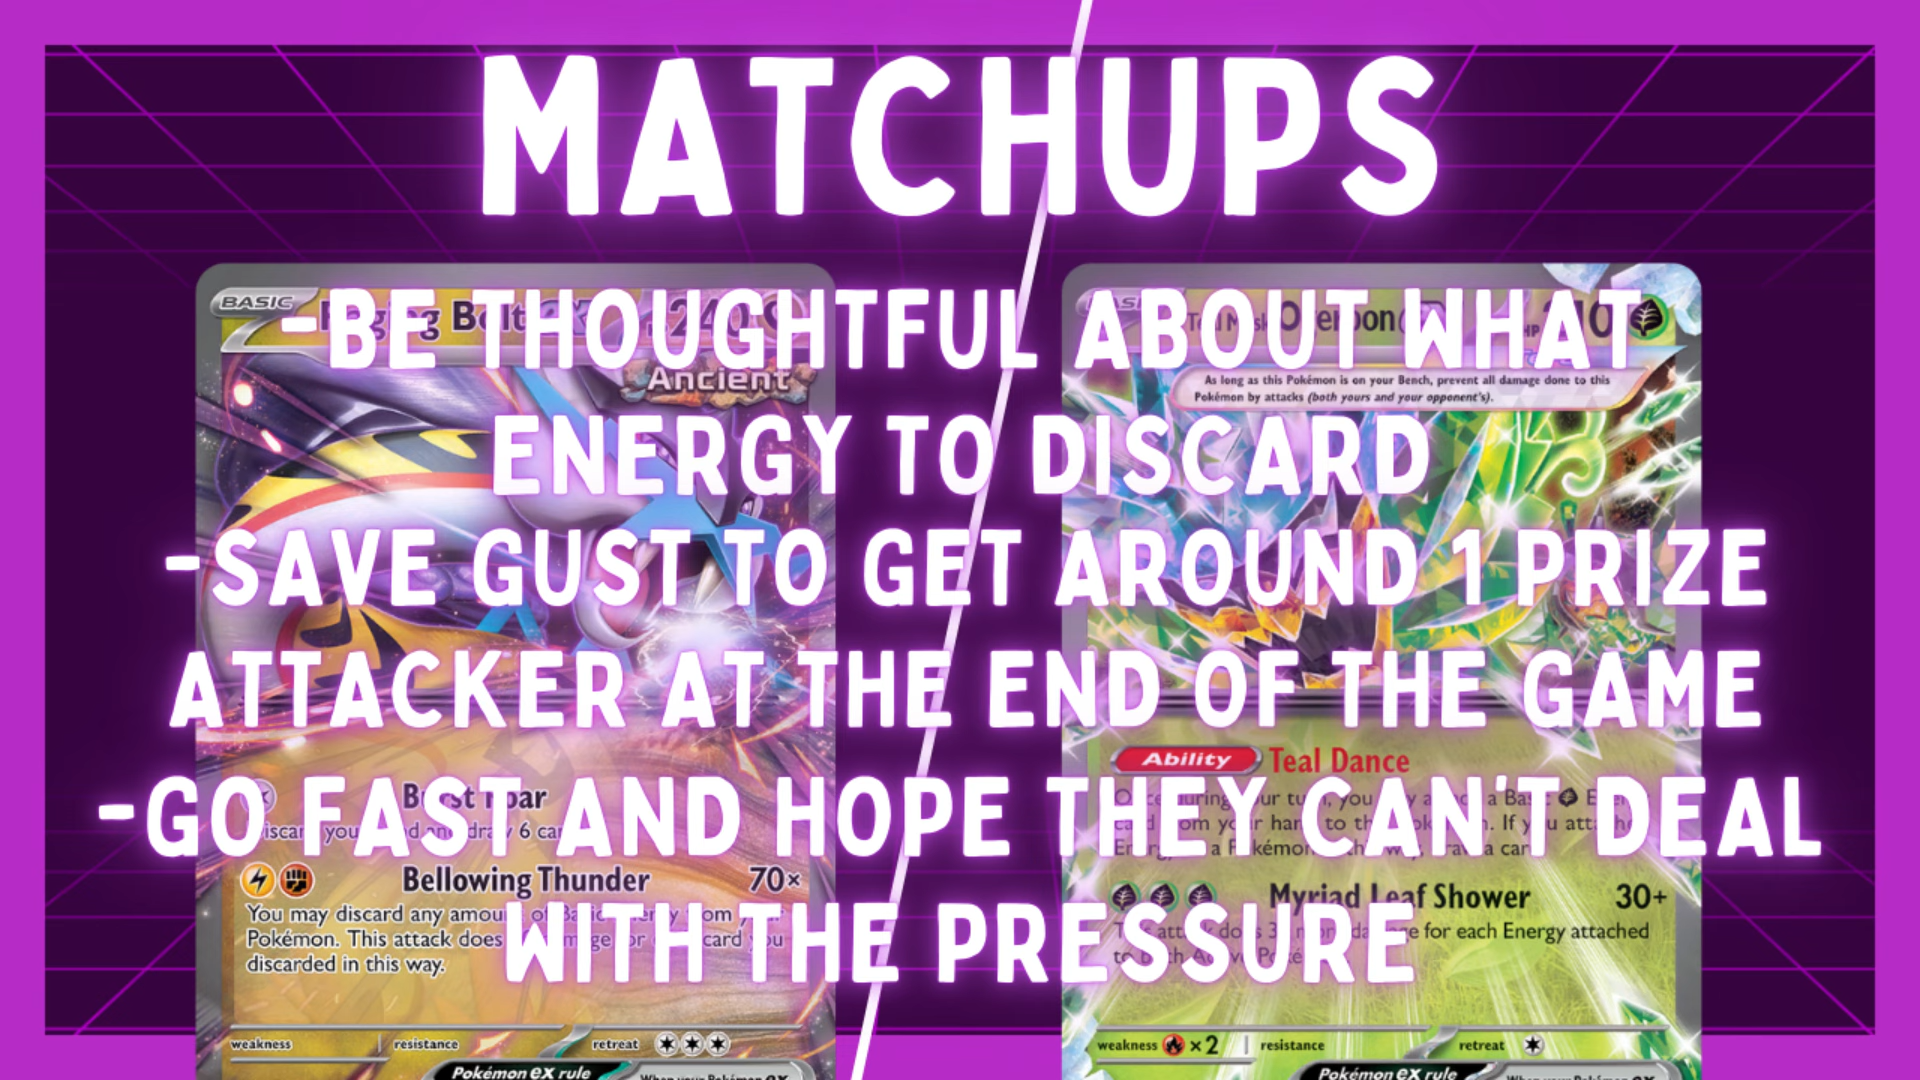 MATCHUPS
-BE THOUGHTFUL ABOUT WHAT
ENERGY TO DISCARD
-SAVE GUST TO GET AROUND 1 PRIZE
ATTACKER AT THE END OF THE GAME
-GO FAST AND HOPE THEY CAN'T DEAL
WITH THE PRESSURE
BASIC
240
Ancient
Bellowing Thunder 70×
You may discard any
Pokémon. This attack does
discarded in this way.
weakness resistance retreat
Pokémon ex rule
As long as this Pokémon is on your Bench, prevent all damage done to this
Pokémon by attacks (both yours and your opponent's).
Ability Teal Dance
Myriad Leaf Shower 30+
for each Energy attached
weakness ×2 resistance retreat
Pokémon ex rule